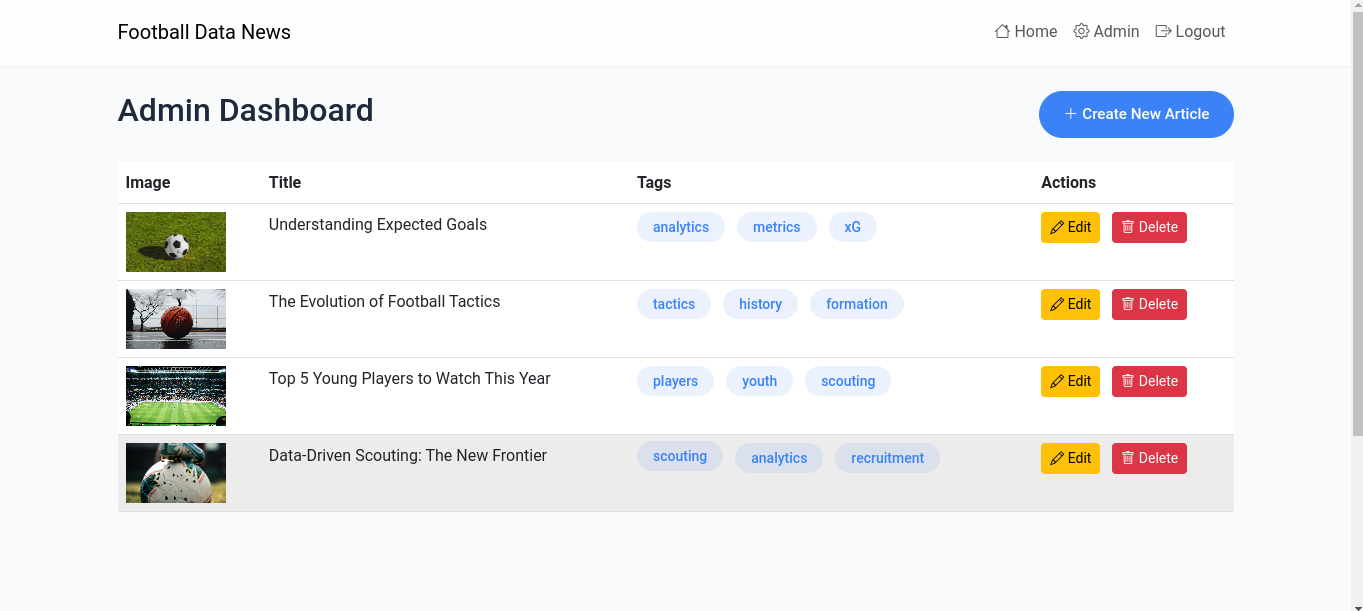 Football Data News Home Admin Logout
Admin Dashboard + Create New Article
Image Title Tags Actions
Understanding Expected Goals analytics metrics xG Edit Delete
The Evolution of Football Tactics tactics history formation Edit Delete
Top 5 Young Players to Watch This Year players youth scouting Edit Delete
Data-Driven Scouting: The New Frontier scouting analytics recruitment Edit Delete